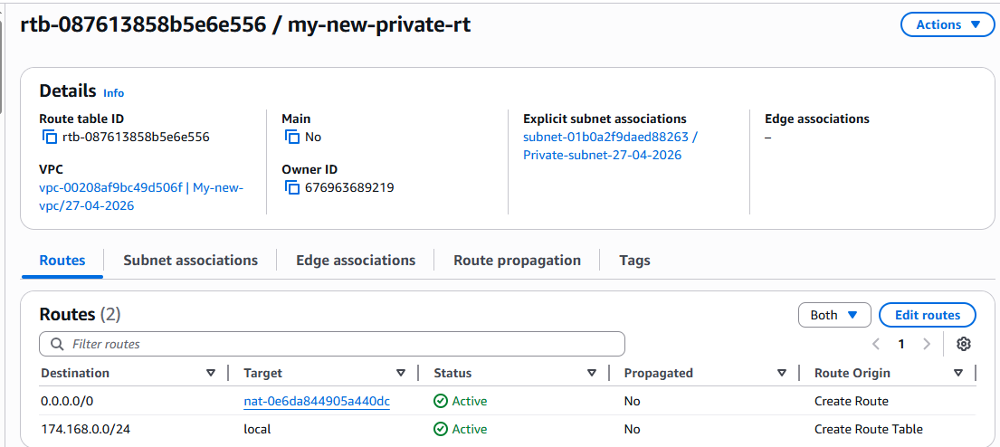 rtb-087613858b5e6e556 / my-new-private-rt
Actions
Details Info
Route table ID
rtb-087613858b5e6e556
Main
No
Explicit subnet associations
subnet-01b0a2f9daed88263 /
Private-subnet-27-04-2026
Edge associations
–
VPC
vpc-00208af9bc49d506f | My-new-
vpc/27-04-2026
Owner ID
676963689219
Routes Subnet associations Edge associations Route propagation Tags
Routes (2)
Both
Edit routes
Filter routes
1
Destination Target Status Propagated Route Origin
0.0.0.0/0 nat-0e6da844905a440dc Active No Create Route
174.168.0.0/24 local Active No Create Route Table